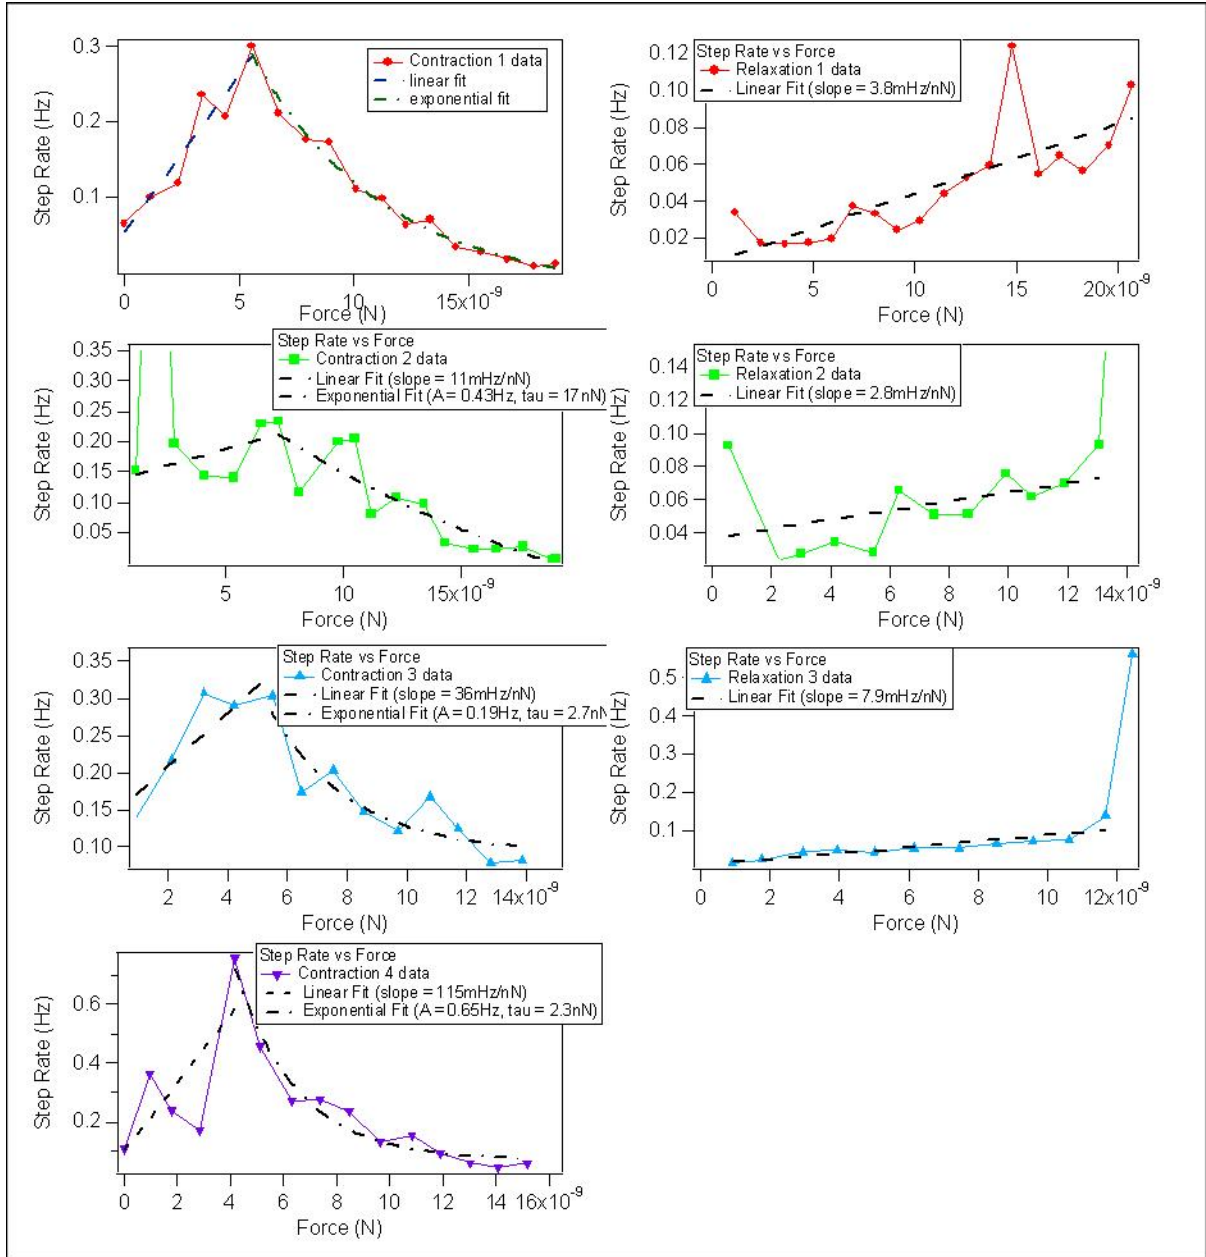 0.3
0.2
0.1
Step Rate (Hz)
Contraction 1 data
linear fit
exponential fit
0
5
10
15x10-9
Force (N)
0.12
0.10
0.08
0.06
0.04
0.02
Step Rate (Hz)
Step Rate vs Force
Relaxation 1 data
Linear Fit (slope = 3.8mHz/nN)
0
5
10
15
20x10-9
Force (N)
0.35
0.30
0.25
0.20
0.15
0.10
0.05
Step Rate (Hz)
Step Rate vs Force
Contraction 2 data
Linear Fit (slope = 11mHz/nN)
Exponential Fit (A = 0.43Hz, tau = 17nN)
5
10
15x10-9
Force (N)
0.14
0.10
0.08
0.06
0.04
Step Rate (Hz)
Step Rate vs Force
Relaxation 2 data
Linear Fit (slope = 2.8mHz/nN)
0
2
4
6
8
10
12
14x10-9
Force (N)
0.35
0.30
0.25
0.20
0.15
0.10
Step Rate (Hz)
Step Rate vs Force
Contraction 3 data
Linear Fit (slope = 36mHz/nN)
Exponential Fit (A = 0.19Hz, tau = 2.7nN
2
4
6
8
10
12
14x10-9
Force (N)
0.5
0.4
0.3
0.2
0.1
Step Rate (Hz)
Step Rate vs Force
Relaxation 3 data
Linear Fit (slope = 7.9mHz/nN)
0
2
4
6
8
10
12x10-9
Force (N)
0.6
0.4
0.2
Step Rate (Hz)
Step Rate vs Force
Contraction 4 data
Linear Fit (slope = 115mHz/nN)
Exponential Fit (A = 0.65Hz, tau = 2.3nN)
0
2
4
6
8
10
12
14
16x10-9
Force (N)